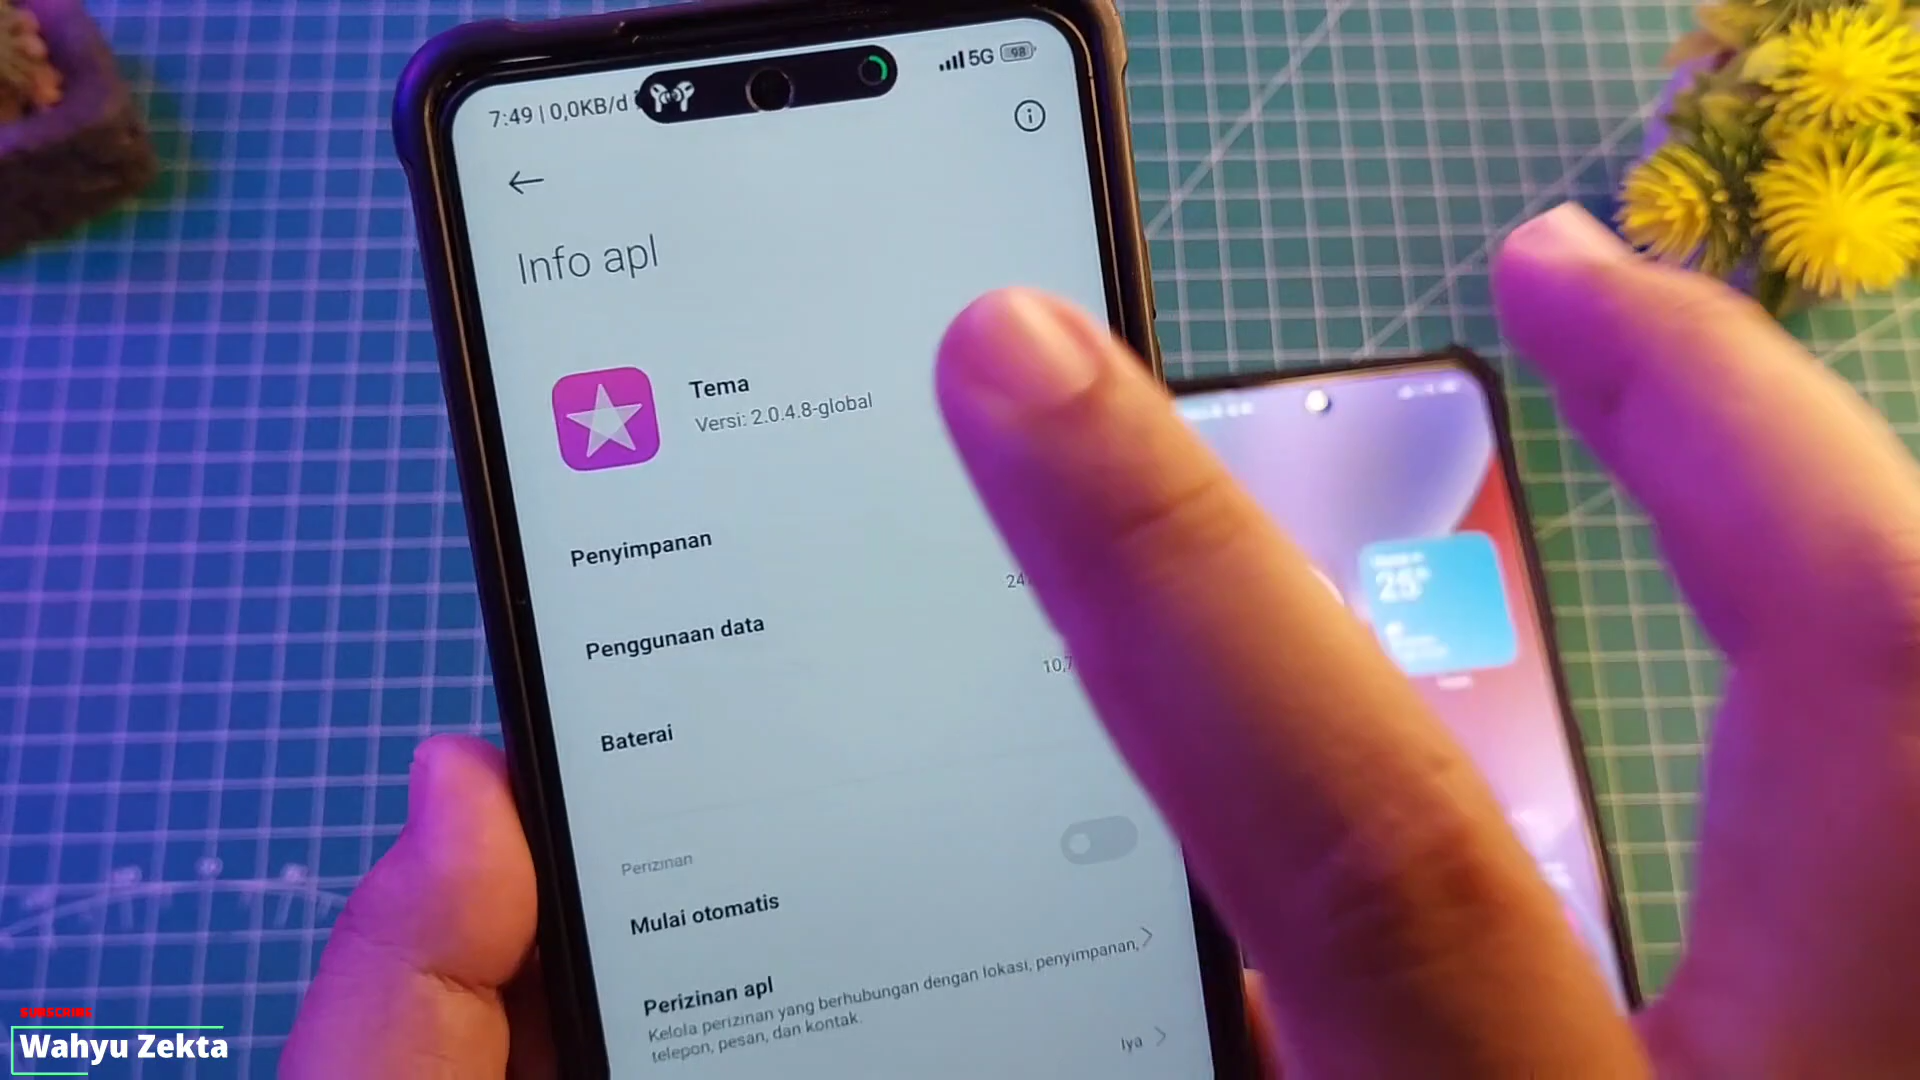 7:49 | 0,0KB/d
5G 98
Info apl
Tema
Versi: 2.0.4.8-global
Penyimpanan
Penggunaan data
10,7
Baterai
Perizinan
Mulai otomatis
Perizinan apl
Kelola perizinan yang berhubungan dengan lokasi, penyimpanan,
telepon, pesan, dan kontak.
Iya
25°
SUBSCRIBE
Wahyu Zekta